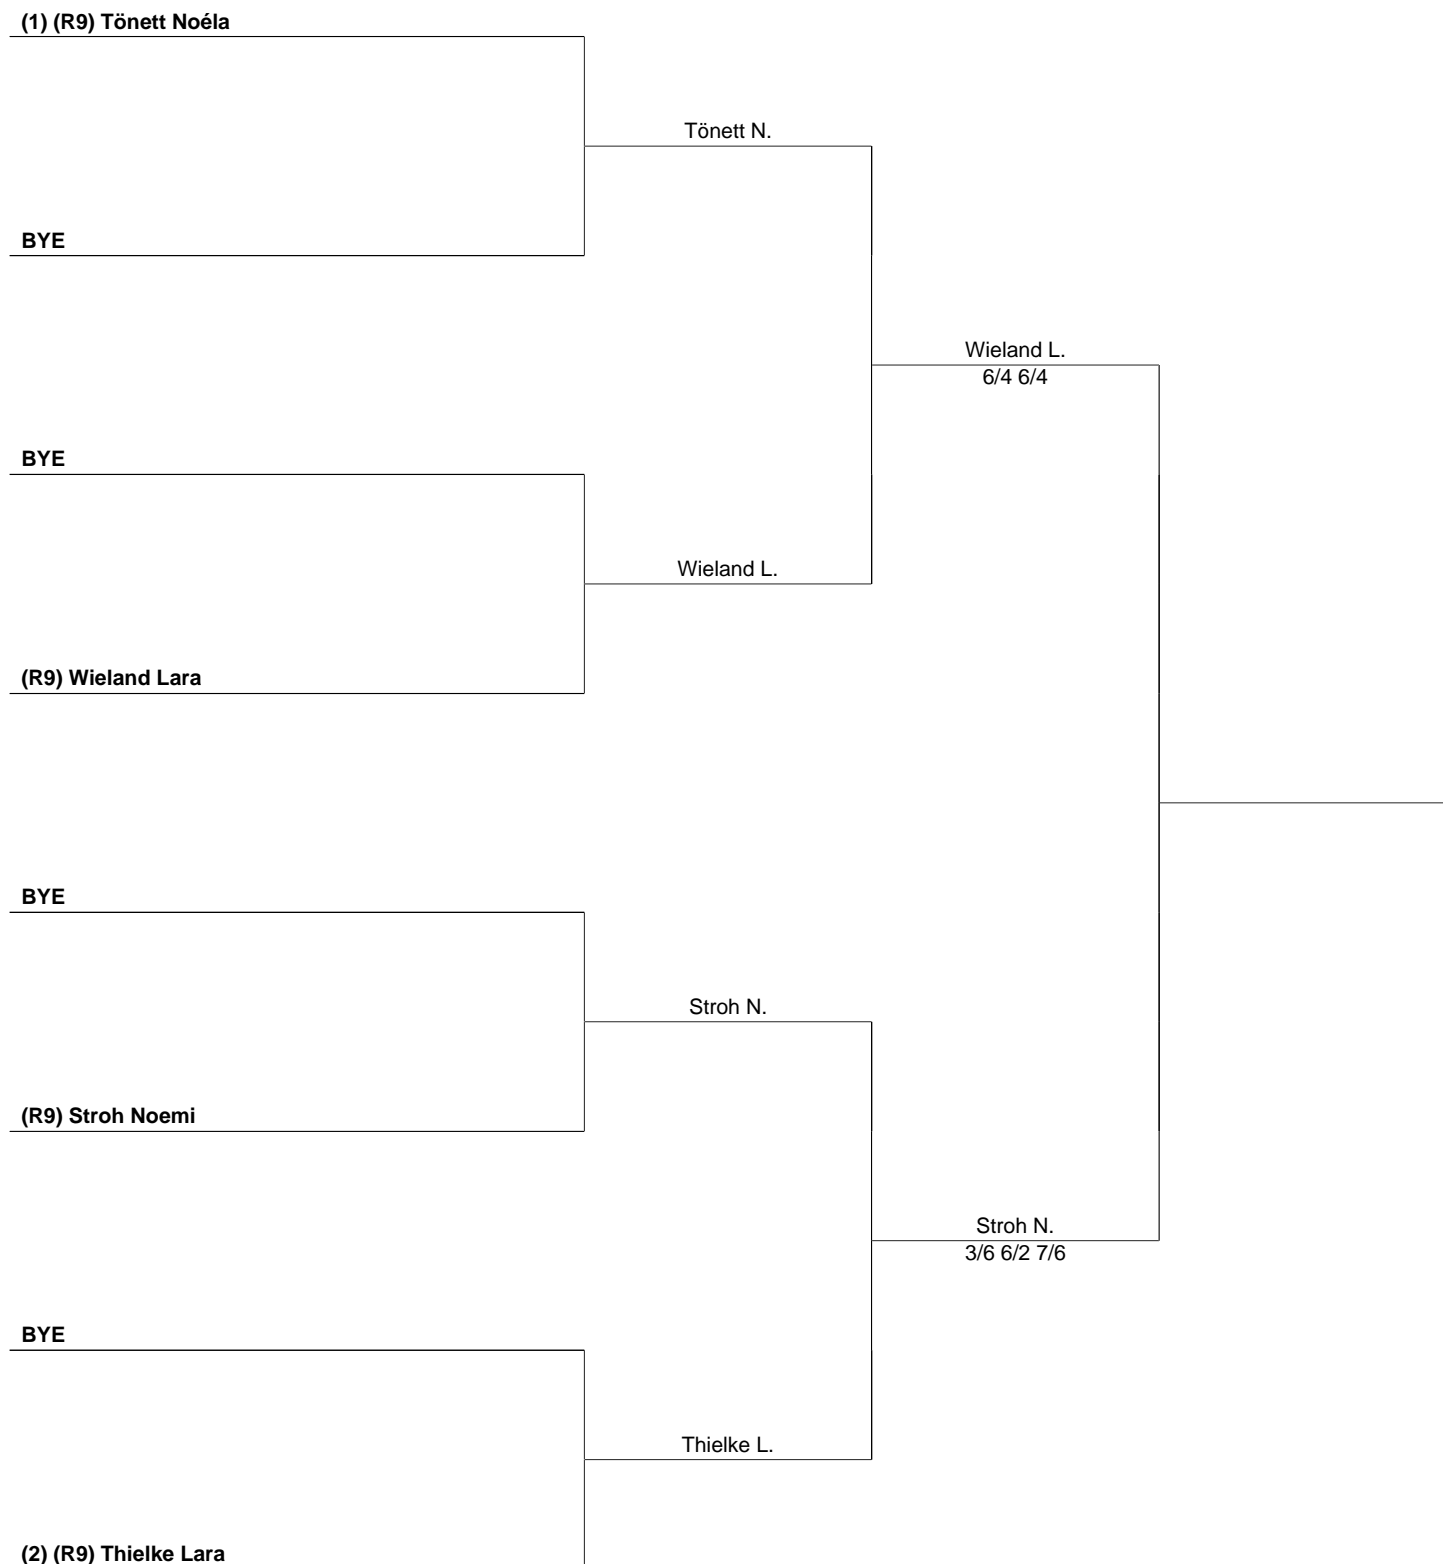 (1) (R9) Tönett Noéla
Tönett N.
BYE
Wieland L.
6/4 6/4
BYE
Wieland L.
(R9) Wieland Lara
BYE
Stroh N.
(R9) Stroh Noemi
Stroh N.
3/6 6/2 7/6
BYE
Thielke L.
(2) (R9) Thielke Lara